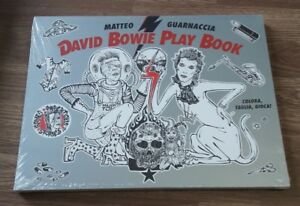 MATTEO GUARNACCIA
DAVID BOWIE PLAY BOOK
COLORA,
TAGLIA, GIOCA!